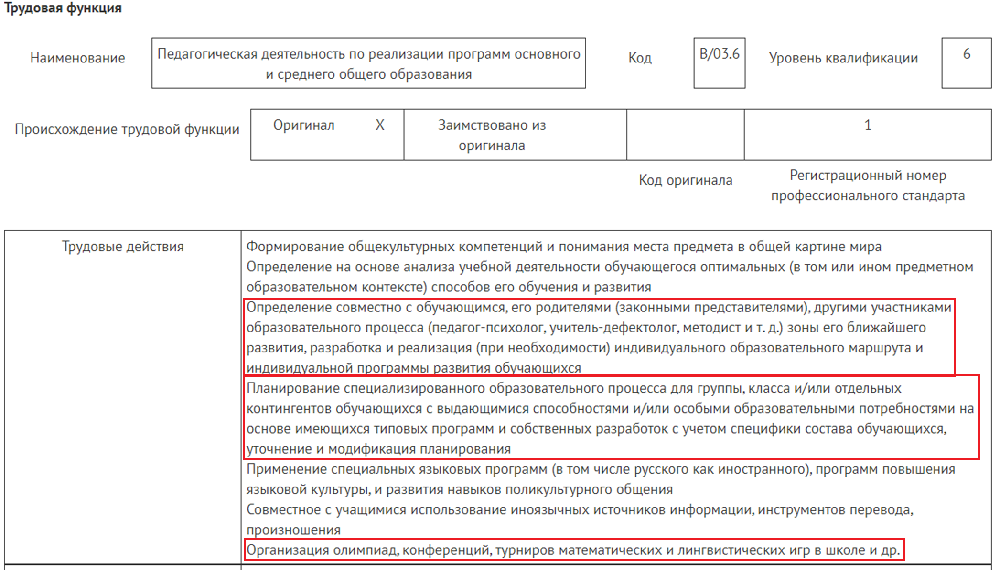 Трудовая функция
Наименование
Педагогическая деятельность по реализации программ основного
и среднего общего образования
Код
B/03.6
Уровень квалификации
6
Происхождение трудовой функции
Оригинал X
Заимствовано из
оригинала
1
Код оригинала
Регистрационный номер
профессионального стандарта
Трудовые действия
Формирование общекультурных компетенций и понимания места предмета в общей картине мира
Определение на основе анализа учебной деятельности обучающегося оптимальных (в том или ином предметном
образовательном контексте) способов его обучения и развития
Определение совместно с обучающимся, его родителями (законными представителями), другими участниками
образовательного процесса (педагог-психолог, учитель-дефектолог, методист и т. д.) зоны его ближайшего
развития, разработка и реализация (при необходимости) индивидуального образовательного маршрута и
индивидуальной программы развития обучающихся
Планирование специализированного образовательного процесса для группы, класса и/или отдельных
контингентов обучающихся с выдающимися способностями и/или особыми образовательными потребностями на
основе имеющихся типовых программ и собственных разработок с учетом специфики состава обучающихся,
уточнение и модификация планирования
Применение специальных языковых программ (в том числе русского как иностранного), программ повышения
языковой культуры, и развития навыков поликультурного общения
Совместное с учащимися использование иноязычных источников информации, инструментов перевода,
произношения
Организация олимпиад, конференций, турниров математических и лингвистических игр в школе и др.